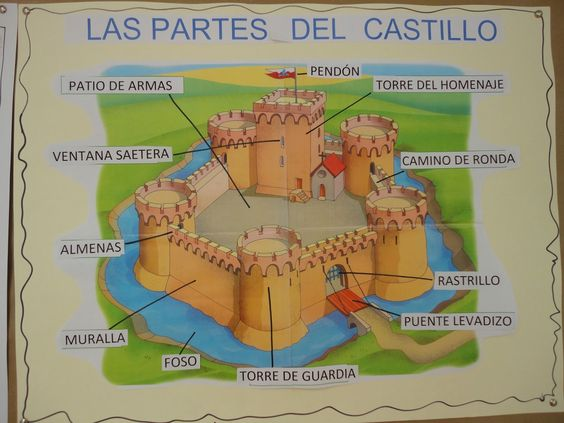 LAS PARTES DEL CASTILLO
PENDÓN
PATIO DE ARMAS
TORRE DEL HOMENAJE
VENTANA SAETERA
CAMINO DE RONDA
ALMENAS
RASTRILLO
PUENTE LEVADIZO
MURALLA
FOSO
TORRE DE GUARDIA